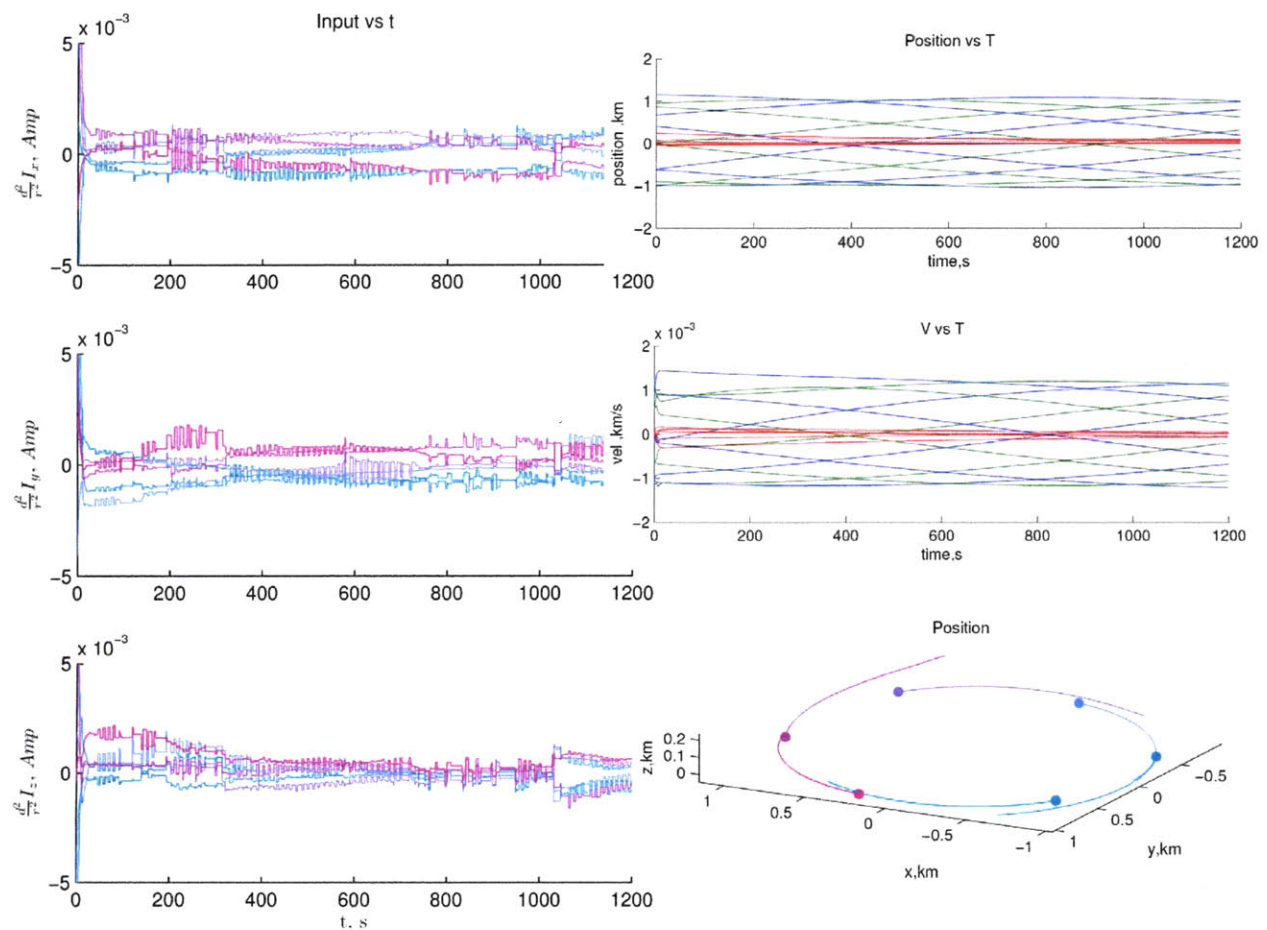 Input vs t
x 10⁻³
5
0
-5
d²/r² I_x, Amp
0 200 400 600 800 1000 1200
x 10⁻³
5
0
-5
d²/r² I_y, Amp
0 200 400 600 800 1000 1200
x 10⁻³
5
0
-5
d²/r² I_z, Amp
0 200 400 600 800 1000 1200
t, s
Position vs T
2
1
0
-1
-2
position ,km
0 200 400 600 800 1000 1200
time,s
V vs T
x 10⁻³
2
1
0
-1
-2
vel ,km/s
0 200 400 600 800 1000 1200
time,s
Position
0.2
0.1
0
z,km
1 0.5 0 -0.5 -1
x,km
1 0.5 0 -0.5
y,km